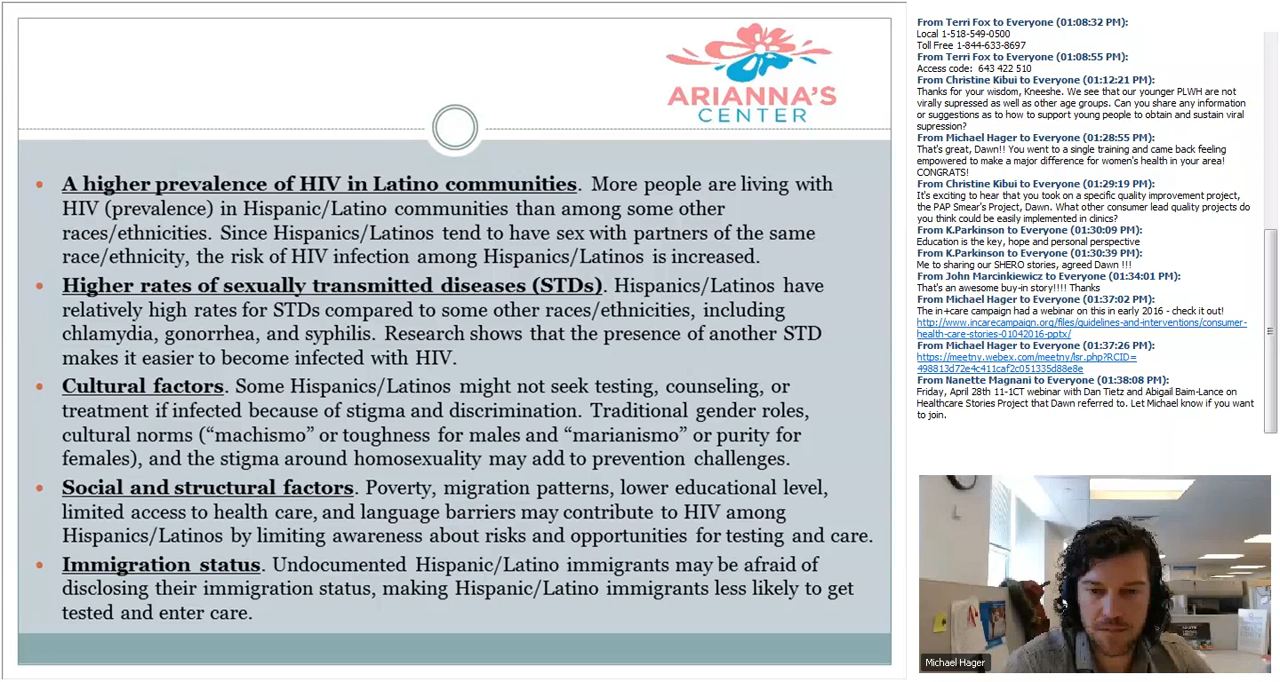 ARIANNA'S
CENTER
A higher prevalence of HIV in Latino communities. More people are living with
HIV (prevalence) in Hispanic/Latino communities than among some other
races/ethnicities. Since Hispanics/Latinos tend to have sex with partners of the same
race/ethnicity, the risk of HIV infection among Hispanics/Latinos is increased.
Higher rates of sexually transmitted diseases (STDs). Hispanics/Latinos have
relatively high rates for STDs compared to some other races/ethnicities, including
chlamydia, gonorrhea, and syphilis. Research shows that the presence of another STD
makes it easier to become infected with HIV.
Cultural factors. Some Hispanics/Latinos might not seek testing, counseling, or
treatment if infected because of stigma and discrimination. Traditional gender roles,
cultural norms (“machismo” or toughness for males and “marianismo” or purity for
females), and the stigma around homosexuality may add to prevention challenges.
Social and structural factors. Poverty, migration patterns, lower educational level,
limited access to health care, and language barriers may contribute to HIV among
Hispanics/Latinos by limiting awareness about risks and opportunities for testing and care.
Immigration status. Undocumented Hispanic/Latino immigrants may be afraid of
disclosing their immigration status, making Hispanic/Latino immigrants less likely to get
tested and enter care.
From Terri Fox to Everyone (01:08:32 PM):
Local 1-518-549-0500
Toll Free 1-844-633-8697
From Terri Fox to Everyone (01:08:55 PM):
Access code: 643 422 510
From Christine Kibui to Everyone (01:12:21 PM):
Thanks for your wisdom, Kneeshe. We see that our younger PLWH are not
virally supressed as well as other age groups. Can you share any information
or suggestions as to how to support young people to obtain and sustain viral
supression?
From Michael Hager to Everyone (01:28:55 PM):
That's great, Dawn!! You went to a single training and came back feeling
empowered to make a major difference for women's health in your area!
CONGRATS!
From Christine Kibui to Everyone (01:29:19 PM):
It's exciting to hear that you took on a specific quality improvement project,
the PAP Smear's Project, Dawn. What other consumer lead quality projects do
you think could be easily implemented in clinics?
From K.Parkinson to Everyone (01:30:09 PM):
Education is the key, hope and personal perspective
From K.Parkinson to Everyone (01:30:39 PM):
Me to sharing our SHERO stories, agreed Dawn !!!
From John Marcinkiewicz to Everyone (01:34:01 PM):
That's an awesome buy-in story!!!! Thanks
From Michael Hager to Everyone (01:37:02 PM):
The in+care campaign had a webinar on this in early 2016 - check it out!
http://www.incarecampaign.org/files/guidelines-and-interventions/consumer-
health-care-stories-01042016-pptx/
From Michael Hager to Everyone (01:37:26 PM):
https://meetny.webex.com/meetny/lsr.php?RCID=
498813d72e4c411caf2c051335d88e8e
From Nanette Magnani to Everyone (01:38:08 PM):
Friday, April 28th 11-1CT webinar with Dan Tietz and Abigail Baim-Lance on
Healthcare Stories Project that Dawn referred to. Let Michael know if you want
to join.
Michael Hager